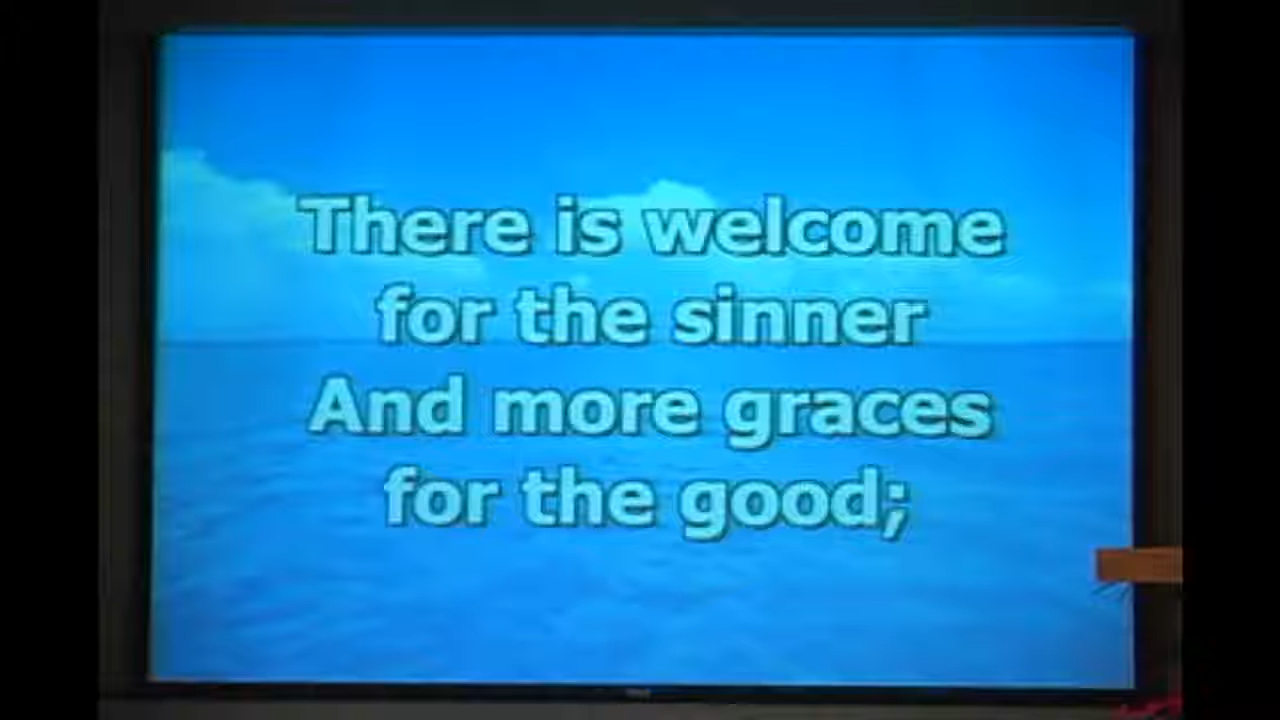 There is welcome
for the sinner
And more graces
for the good;